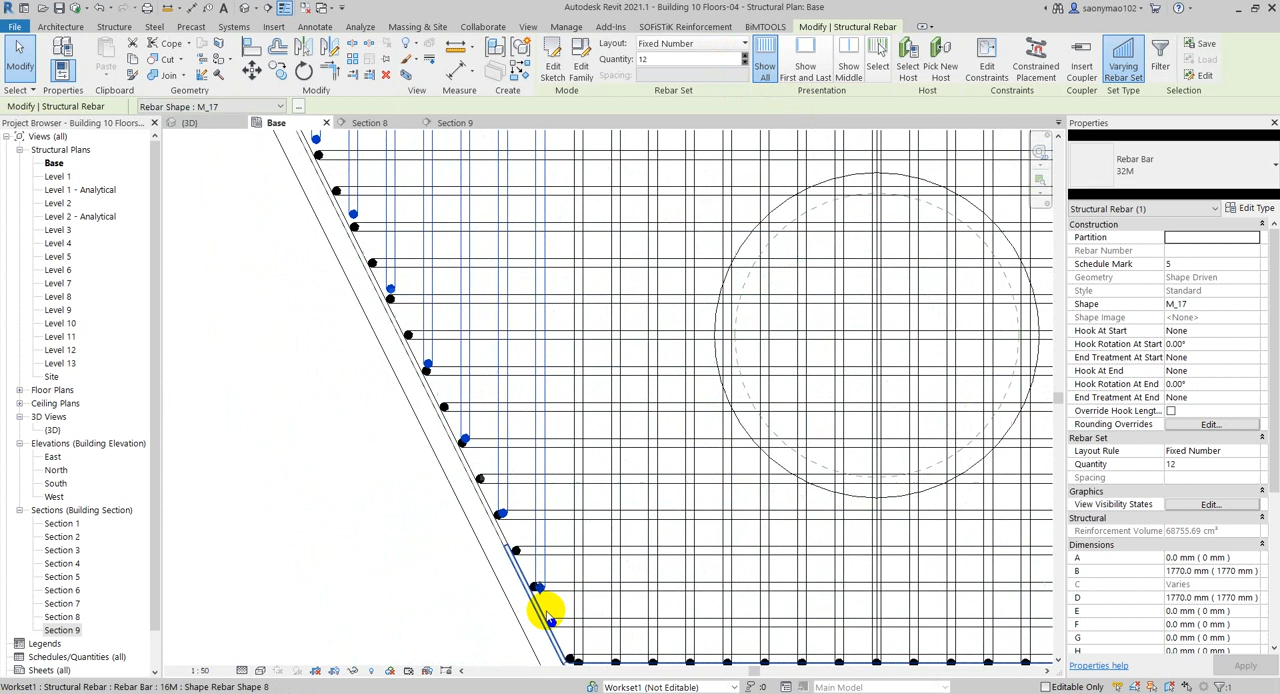 Autodesk Revit 2021.1 - Building 10 Floors-04 - Structural Plan: Base
saonymao102
File
Architecture
Structure
Steel
Precast
Systems
Insert
Annotate
Analyze
Massing & Site
Collaborate
View
Manage
Add-Ins
SOFiSTiK Reinforcement
BiMTOOLS
Modify | Structural Rebar
Modify
Paste
Cope
Cut
Join
Layout:
Fixed Number
Quantity:
12
Spacing:
Edit Sketch
Edit Family
Show All
Show First and Last
Show Middle
Select
Select Host
Pick New Host
Edit Constraints
Constrained Placement
Insert Coupler
Varying Rebar Set
Filter
Save
Load
Edit
Select
Properties
Clipboard
Geometry
Modify
View
Measure
Create
Mode
Rebar Set
Presentation
Host
Constraints
Coupler
Set Type
Selection
Modify | Structural Rebar
Rebar Shape : M_17
...
Project Browser - Building 10 Floors...
{3D}
Base
Section 8
Section 9
Properties
Views (all)
Structural Plans
Base
Level 1
Level 1 - Analytical
Level 2
Level 2 - Analytical
Level 3
Level 4
Level 5
Level 6
Level 7
Level 8
Level 9
Level 10
Level 11
Level 12
Level 13
Site
Floor Plans
Ceiling Plans
3D Views
{3D}
Elevations (Building Elevation)
East
North
South
West
Sections (Building Section)
Section 1
Section 2
Section 3
Section 4
Section 5
Section 6
Section 7
Section 8
Section 9
Legends
Schedules/Quantities (all)
Sheets (all)
Rebar Bar
32M
Structural Rebar (1)
Edit Type
Construction
Partition
Rebar Number
Schedule Mark 5
Geometry Shape Driven
Style Standard
Shape M_17
Shape Image <None>
Hook At Start None
Hook Rotation At Start 0.00°
End Treatment At Start None
Hook At End None
Hook Rotation At End 0.00°
End Treatment At End None
Override Hook Lengt...
Rounding Overrides Edit...
Rebar Set
Layout Rule Fixed Number
Quantity 12
Spacing
Graphics
View Visibility States Edit...
Structural
Reinforcement Volume 68755.69 cm³
Dimensions
A 0.0 mm ( 0 mm )
B 1770.0 mm ( 1770 mm )
C Varies
D 1770.0 mm ( 1770 mm )
E 0.0 mm ( 0 mm )
F 0.0 mm ( 0 mm )
G 0.0 mm ( 0 mm )
H 0.0 mm ( 0 mm )
Properties help
Apply
1 : 50
Workset1 : Structural Rebar : Rebar Bar : 16M : Shape Rebar Shape 8
Workset1 (Not Editable)
:0
Main Model
Editable Only
:1